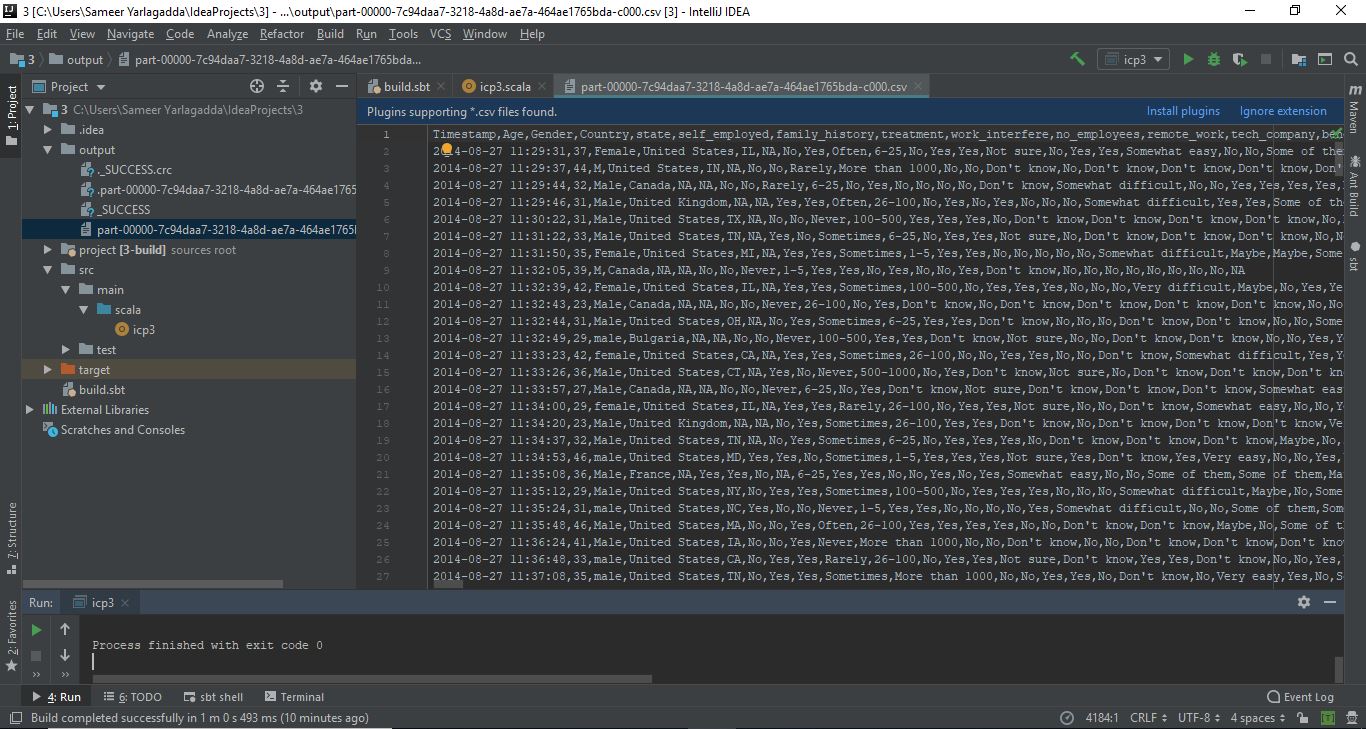 3 [C:\Users\Sameer Yarlagadda\IdeaProjects\3] - ...\output\part-00000-7c94daa7-3218-4a8d-ae7a-464ae1765bda-c000.csv [3] - IntelliJ IDEA
File Edit View Navigate Code Analyze Refactor Build Run Tools VCS Window Help
3 output part-00000-7c94daa7-3218-4a8d-ae7a-464ae1765bda... icp3
Project build.sbt icp3.scala part-00000-7c94daa7-3218-4a8d-ae7a-464ae1765bda-c000.csv
1: Project
Maven
Ant Build
sbt
3 C:\Users\Sameer Yarlagadda\IdeaProjects\3
.idea
output
._SUCCESS.crc
.part-00000-7c94daa7-3218-4a8d-ae7a-464ae1765
_SUCCESS
part-00000-7c94daa7-3218-4a8d-ae7a-464ae1765
project [3-build] sources root
src
main
scala
icp3
test
target
build.sbt
External Libraries
Scratches and Consoles
Plugins supporting *.csv files found. Install plugins Ignore extension
1 Timestamp,Age,Gender,Country,state,self_employed,family_history,treatment,work_interfere,no_employees,remote_work,tech_company,ben
2 2014-08-27 11:29:31,37,Female,United States,IL,NA,No,Yes,Often,6-25,No,Yes,Yes,Not sure,No,Yes,Yes,Somewhat easy,No,No,Some of the
3 2014-08-27 11:29:37,44,M,United States,IN,NA,No,No,Rarely,More than 1000,No,No,Don't know,No,Don't know,Don't know,Don't know,Don'
4 2014-08-27 11:29:44,32,Male,Canada,NA,NA,No,No,Rarely,6-25,No,Yes,No,No,No,No,Don't know,Somewhat difficult,No,No,Yes,Yes,Yes,Yes,
5 2014-08-27 11:29:46,31,Male,United Kingdom,NA,NA,Yes,Yes,Often,26-100,No,Yes,No,Yes,No,No,No,Somewhat difficult,Yes,Yes,Some of th
6 2014-08-27 11:30:22,31,Male,United States,TX,NA,No,No,Never,100-500,Yes,Yes,Yes,No,Don't know,Don't know,Don't know,Don't know,No,
7 2014-08-27 11:31:22,33,Male,United States,TN,NA,Yes,No,Sometimes,6-25,No,Yes,Yes,Not sure,No,Don't know,Don't know,Don't know,No,N
8 2014-08-27 11:31:50,35,Female,United States,MI,NA,Yes,Yes,Sometimes,1-5,Yes,Yes,No,No,No,No,No,Somewhat difficult,Maybe,Maybe,Some
9 2014-08-27 11:32:05,39,M,Canada,NA,NA,No,No,Never,1-5,Yes,Yes,No,Yes,No,No,Yes,Don't know,No,No,No,No,No,No,No,No,NA
10 2014-08-27 11:32:39,42,Female,United States,IL,NA,Yes,Yes,Sometimes,100-500,No,Yes,Yes,Yes,No,No,No,Very difficult,Maybe,No,Yes,Ye
11 2014-08-27 11:32:43,23,Male,Canada,NA,NA,No,No,Never,26-100,No,Yes,Don't know,No,Don't know,Don't know,Don't know,Don't know,No,No
12 2014-08-27 11:32:44,31,Male,United States,OH,NA,No,Yes,Sometimes,6-25,Yes,Yes,Don't know,No,No,No,Don't know,Don't know,No,No,Some
13 2014-08-27 11:32:49,29,male,Bulgaria,NA,NA,No,No,Never,100-500,Yes,Yes,Don't know,Not sure,No,No,Don't know,Don't know,No,No,Yes,Y
14 2014-08-27 11:33:23,42,female,United States,CA,NA,Yes,Yes,Sometimes,26-100,No,No,Yes,Yes,No,No,Don't know,Somewhat difficult,Yes,Y
15 2014-08-27 11:33:26,36,Male,United States,CT,NA,Yes,No,Never,500-1000,No,Yes,Don't know,Not sure,No,Don't know,Don't know,Don't kn
16 2014-08-27 11:33:57,27,Male,Canada,NA,NA,No,No,Never,6-25,No,Yes,Don't know,Not sure,Don't know,Don't know,Don't know,Somewhat eas
17 2014-08-27 11:34:00,29,female,United States,IL,NA,Yes,Yes,Rarely,26-100,No,Yes,Yes,Not sure,No,No,Don't know,Somewhat easy,No,No,Y
18 2014-08-27 11:34:20,23,Male,United Kingdom,NA,NA,No,Yes,Sometimes,26-100,Yes,Yes,Don't know,No,Don't know,Don't know,Don't know,Ve
19 2014-08-27 11:34:37,32,Male,United States,TN,NA,No,Yes,Sometimes,6-25,No,Yes,Yes,Yes,No,Don't know,Don't know,Don't know,Maybe,No,
20 2014-08-27 11:34:53,46,male,United States,MD,Yes,Yes,No,Sometimes,1-5,Yes,Yes,Yes,Not sure,Yes,Don't know,Yes,Very easy,No,No,Yes,
21 2014-08-27 11:35:08,36,Male,France,NA,Yes,Yes,No,NA,6-25,Yes,Yes,No,No,Yes,No,Yes,Somewhat easy,No,No,Some of them,Some of them,Ma
22 2014-08-27 11:35:12,29,Male,United States,NY,No,Yes,Yes,Sometimes,100-500,No,Yes,Yes,Yes,No,No,No,Somewhat difficult,Maybe,No,Some
23 2014-08-27 11:35:24,31,male,United States,NC,Yes,No,No,Never,1-5,Yes,Yes,No,No,No,No,Yes,Somewhat difficult,No,No,Some of them,Som
24 2014-08-27 11:35:48,46,Male,United States,MA,No,No,Yes,Often,26-100,Yes,Yes,Yes,Yes,No,No,Don't know,Don't know,Maybe,No,Some of t
25 2014-08-27 11:36:24,41,Male,United States,IA,No,No,Yes,Never,More than 1000,No,No,Don't know,No,No,Don't know,Don't know,Don't kno
26 2014-08-27 11:36:48,33,male,United States,CA,No,Yes,Yes,Rarely,26-100,No,Yes,Yes,Not sure,No,Don't know,Don't know,No,No,Yes,
27 2014-08-27 11:37:08,35,male,United States,TN,No,Yes,Yes,Sometimes,More than 1000,No,No,Yes,Yes,No,Don't know,No,Very easy,Yes,No,S
Z: Structure
2: Favorites
Run: icp3
Process finished with exit code 0
4: Run 6: TODO sbt shell Terminal Event Log
Build completed successfully in 1 m 0 s 493 ms (10 minutes ago) 4184:1 CRLF UTF-8 4 spaces